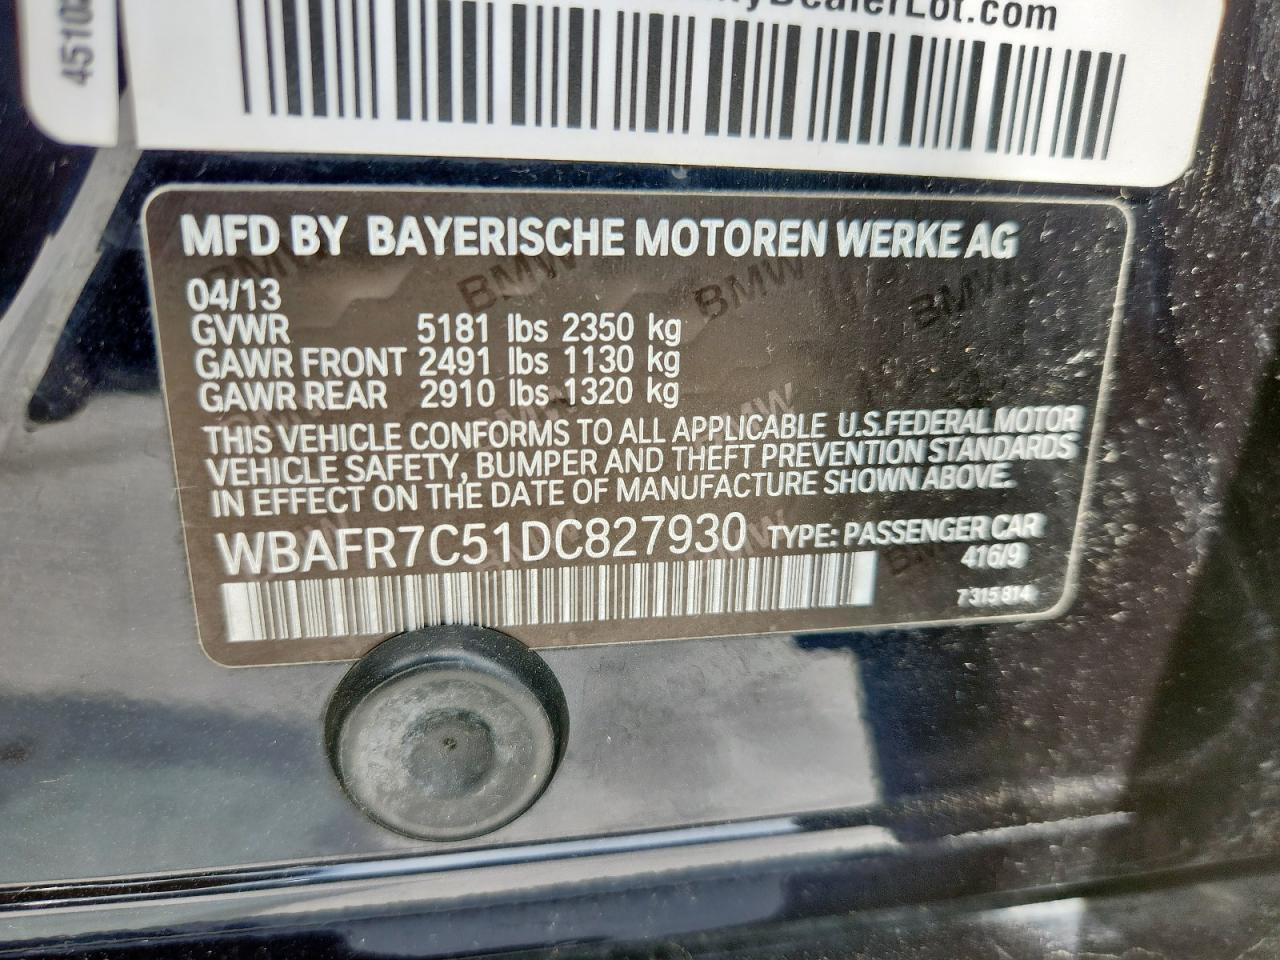 DealerLot.com
4510
MFD BY BAYERISCHE MOTOREN WERKE AG
04/13
GVWR 5181 lbs 2350 kg
GAWR FRONT 2491 lbs 1130 kg
GAWR REAR 2910 lbs 1320 kg
THIS VEHICLE CONFORMS TO ALL APPLICABLE U.S.FEDERAL MOTOR
VEHICLE SAFETY, BUMPER AND THEFT PREVENTION STANDARDS
IN EFFECT ON THE DATE OF MANUFACTURE SHOWN ABOVE.
WBAFR7C51DC827930 TYPE: PASSENGER CAR
416/9
7315814